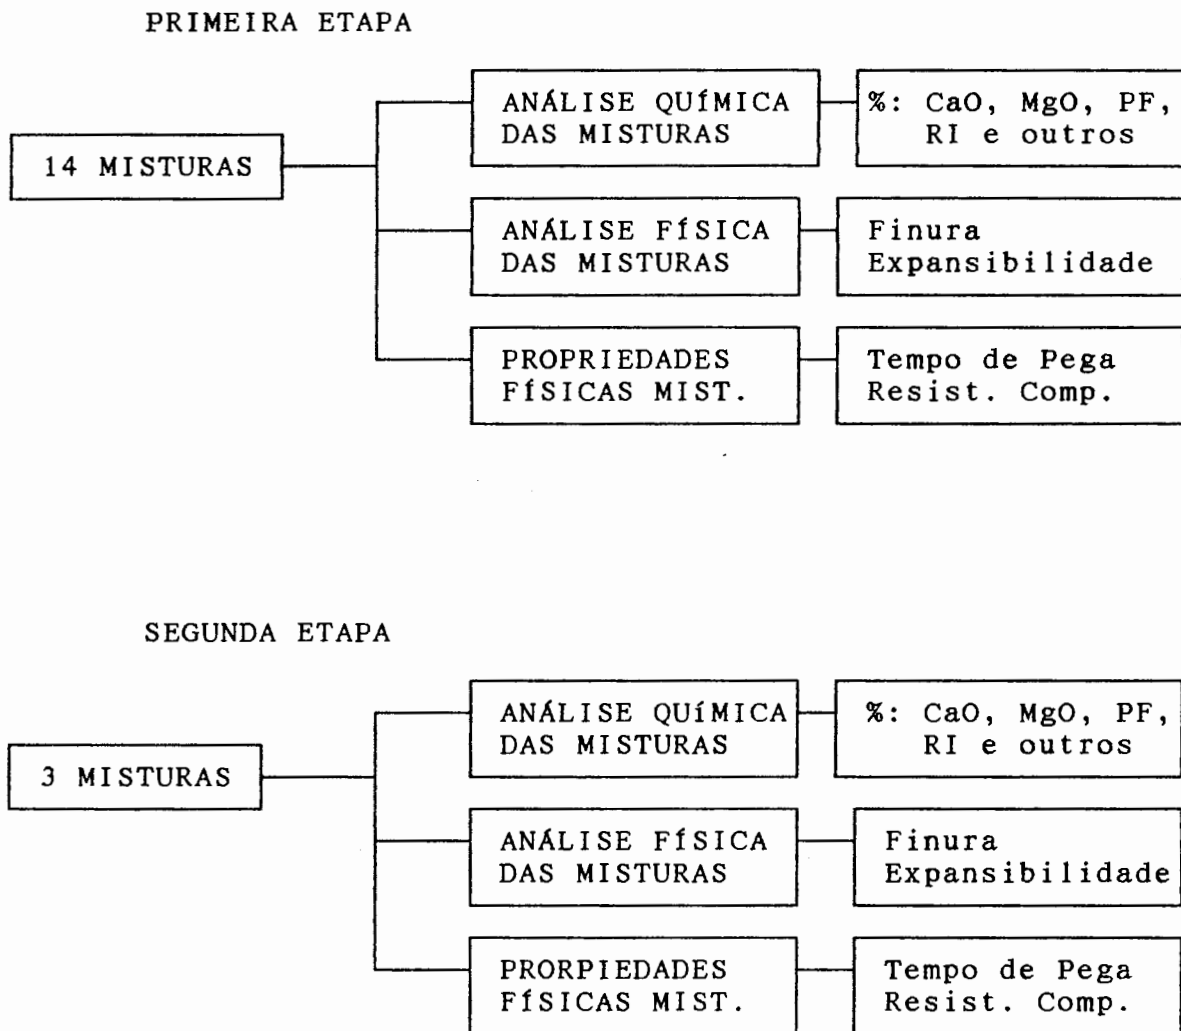 PRIMEIRA ETAPA
14 MISTURAS
ANÁLISE QUÍMICA
DAS MISTURAS
%: CaO, MgO, PF,
RI e outros
ANÁLISE FÍSICA
DAS MISTURAS
Finura
Expansibilidade
PROPRIEDADES
FÍSICAS MIST.
Tempo de Pega
Resist. Comp.
SEGUNDA ETAPA
3 MISTURAS
ANÁLISE QUÍMICA
DAS MISTURAS
%: CaO, MgO, PF,
RI e outros
ANÁLISE FÍSICA
DAS MISTURAS
Finura
Expansibilidade
PRORPIEDADES
FÍSICAS MIST.
Tempo de Pega
Resist. Comp.